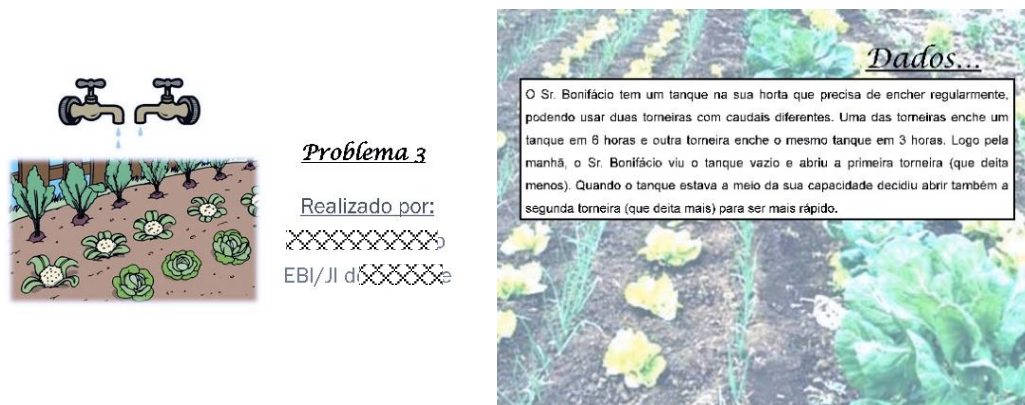 Problema 3
Realizado por:
EBI/JI
Dados...
O Sr. Bonifácio tem um tanque na sua horta que precisa de encher regularmente,
podendo usar duas torneiras com caudais diferentes. Uma das torneiras enche um
tanque em 6 horas e outra torneira enche o mesmo tanque em 3 horas. Logo pela
manhã, o Sr. Bonifácio viu o tanque vazio e abriu a primeira torneira (que deita
menos). Quando o tanque estava a meio da sua capacidade decidiu abrir também a
segunda torneira (que deita mais) para ser mais rápido.